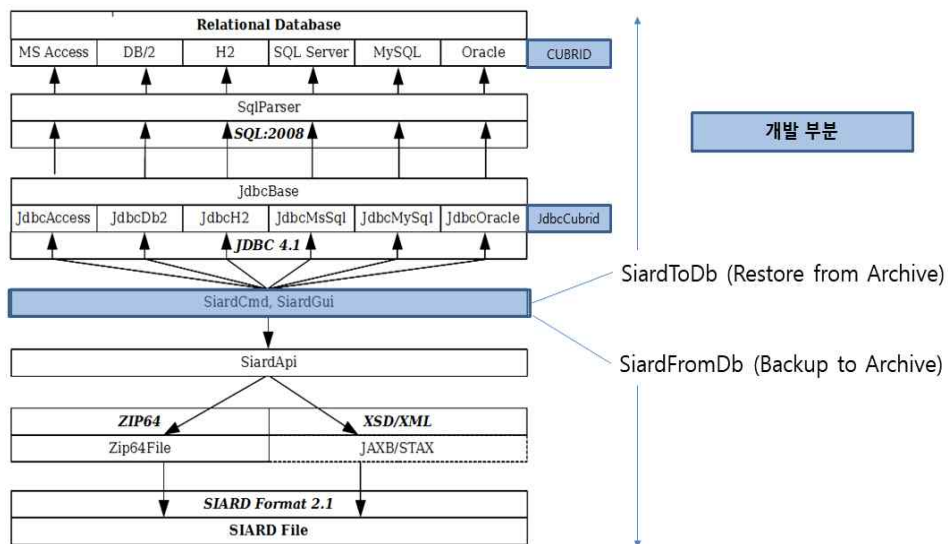 Relational Database
MS Access DB/2 H2 SQL Server MySQL Oracle CUBRID
SqlParser
SQL:2008
개발 부분
JdbcBase
JdbcAccess JdbcDb2 JdbcH2 JdbcMsSql JdbcMySql JdbcOracle JdbcCubrid
JDBC 4.1
SiardToDb (Restore from Archive)
SiardCmd, SiardGui
SiardApi
SiardFromDb (Backup to Archive)
ZIP64 XSD/XML
Zip64File JAXB/STAX
SIARD Format 2.1
SIARD File